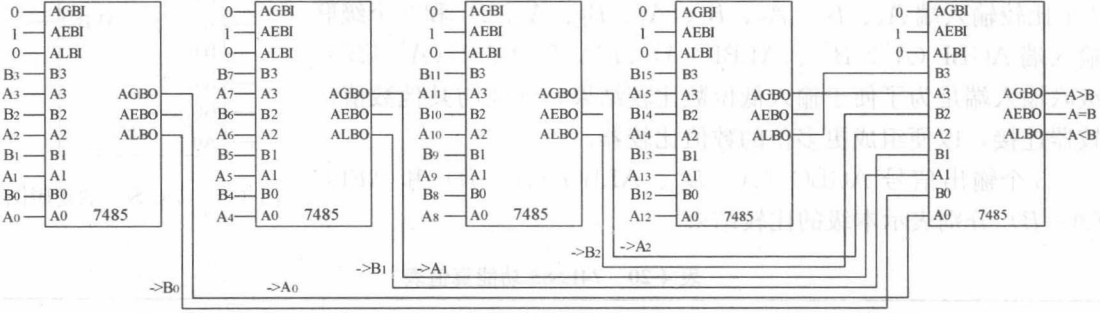 0 AGBI
1 AEBI
0 ALBI
B3 B3
A3 A3 AGBO
B2 B2 AEBO
A2 A2 ALBO
B1 B1
A1 A1
B0 B0
A0 A0 7485
0 AGBI
1 AEBI
0 ALBI
B7 B3
A7 A3 AGBO
B6 B2 AEBO
A6 A2 ALBO
B5 B1
A5 A1
B4 B0
A4 A0 7485
0 AGBI
1 AEBI
0 ALBI
B11 B3
A11 A3 AGBO
B10 B2 AEBO
A10 A2 ALBO
B9 B1
A9 A1
B8 B0
A8 A0 7485
0 AGBI
1 AEBI
0 ALBI
B15 B3
A15 A3 AGBO
B14 B2 AEBO
A14 A2 ALBO
B13 B1
A13 A1
B12 B0
A12 A0 7485
0 AGBI
1 AEBI
0 ALBI
B3
A3 AGBO A>B
B2 AEBO A=B
A2 ALBO A<B
B1
A1
B0
A0 7485
->B2 ->A2
->B1 ->A1
->B0 ->A0